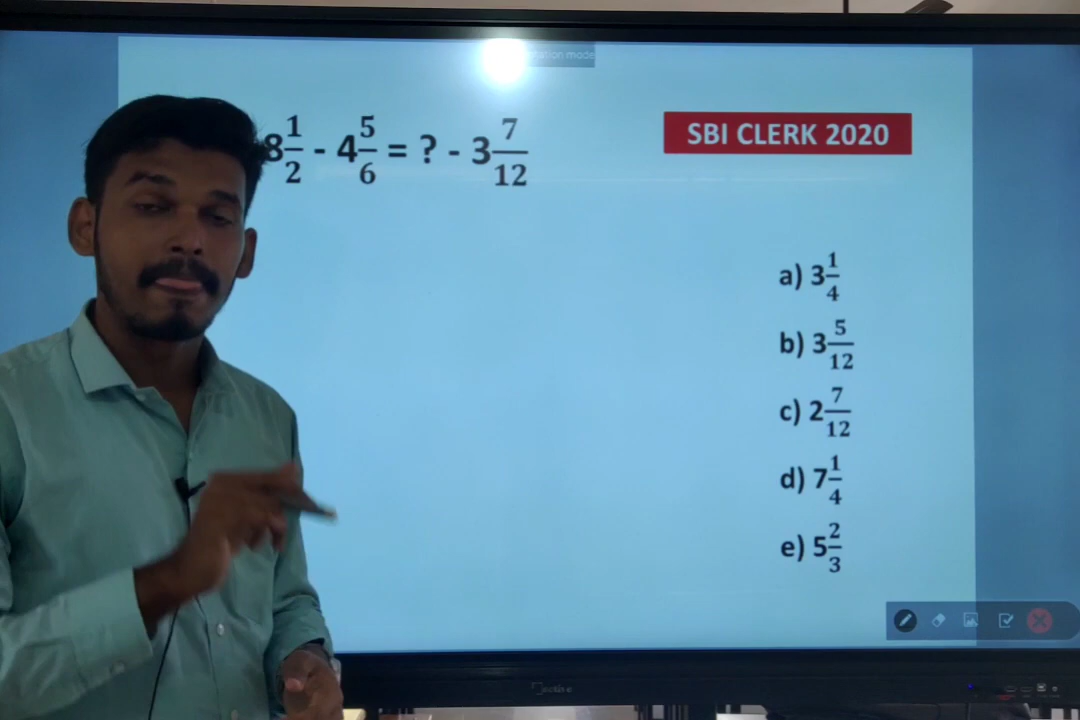 8 1/2 - 4 5/6 = ? - 3 7/12
SBI CLERK 2020
a) 3 1/4
b) 3 5/12
c) 2 7/12
d) 7 1/4
e) 5 2/3